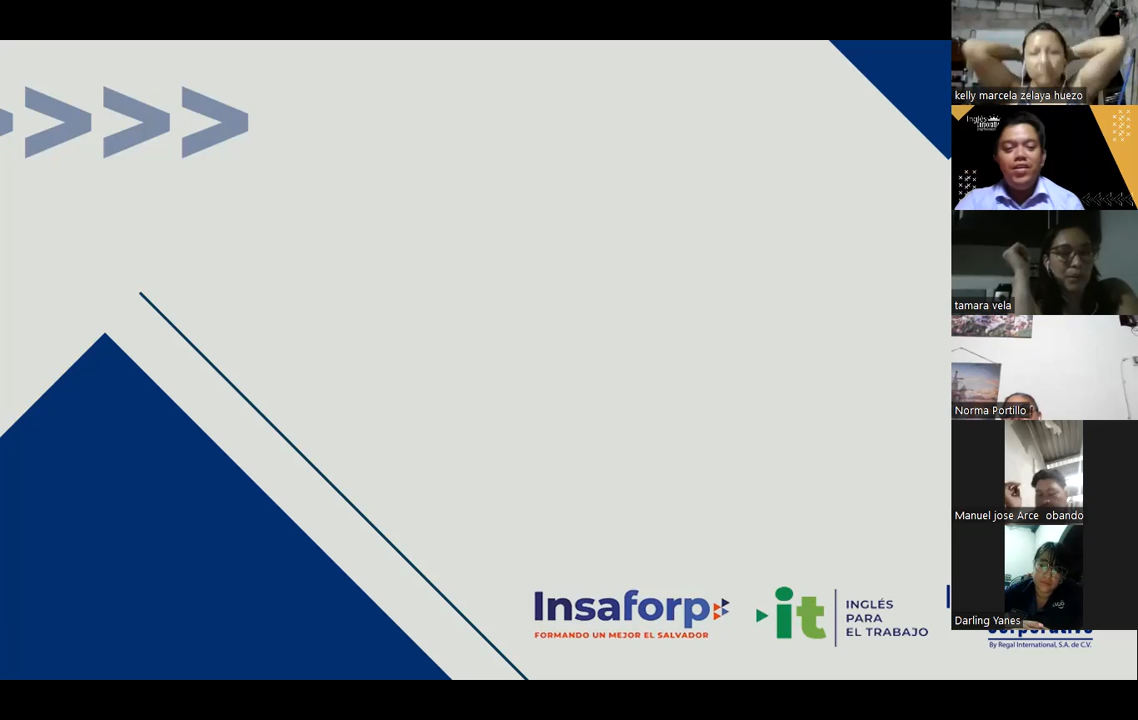 kelly marcela zelaya huezo
Inglés
tamara vela
Norma Portillo
Manuel jose Arce obando
Darling Yanes
Insaforp
FORMANDO UN MEJOR EL SALVADOR
it
INGLÉS
PARA
EL TRABAJO
By Regal International, S.A. de C.V.